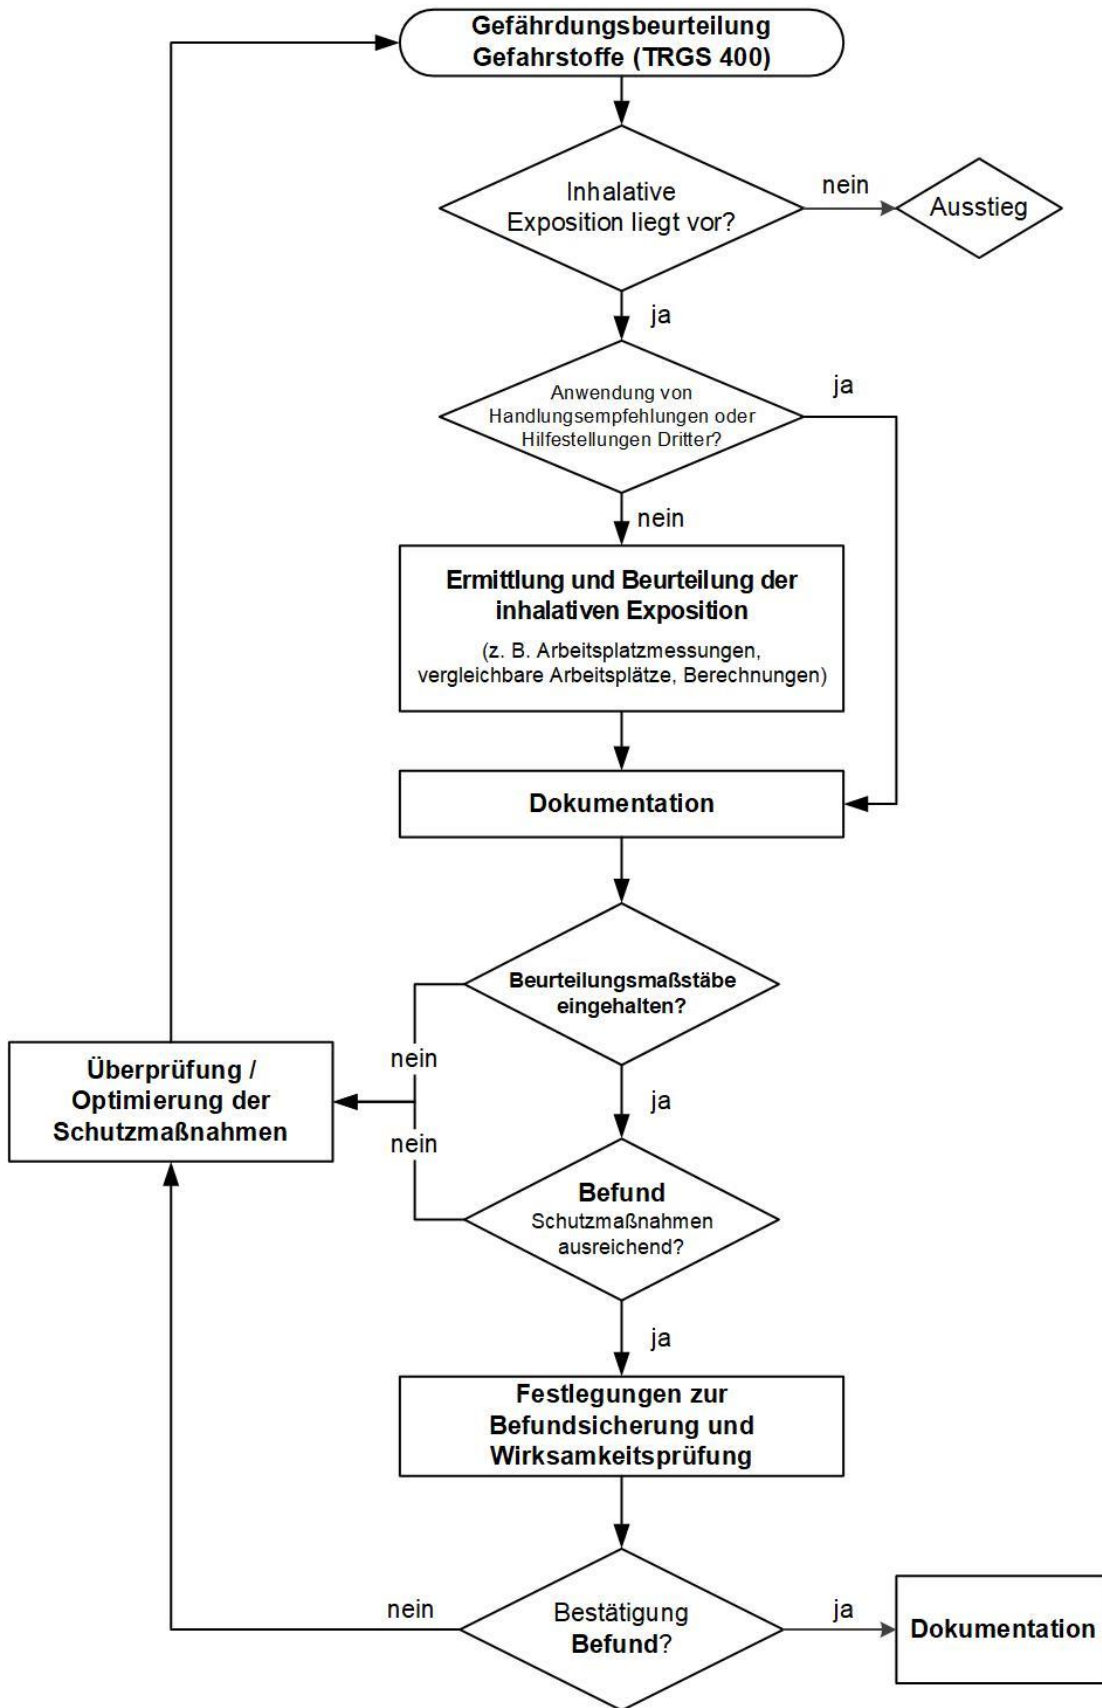 Gefährdungsbeurteilung
Gefahrstoffe (TRGS 400)
Inhalative
Exposition liegt vor?
nein
Ausstieg
ja
Anwendung von
Handlungsempfehlungen oder
Hilfestellungen Dritter?
ja
nein
Ermittlung und Beurteilung der
inhalativen Exposition
(z. B. Arbeitsplatzmessungen,
vergleichbare Arbeitsplätze, Berechnungen)
Dokumentation
Beurteilungsmaßstäbe
eingehalten?
nein
ja
Überprüfung /
Optimierung der
Schutzmaßnahmen
nein
Befund
Schutzmaßnahmen
ausreichend?
ja
Festlegungen zur
Befundsicherung und
Wirksamkeitsprüfung
nein
Bestätigung
Befund?
ja
Dokumentation